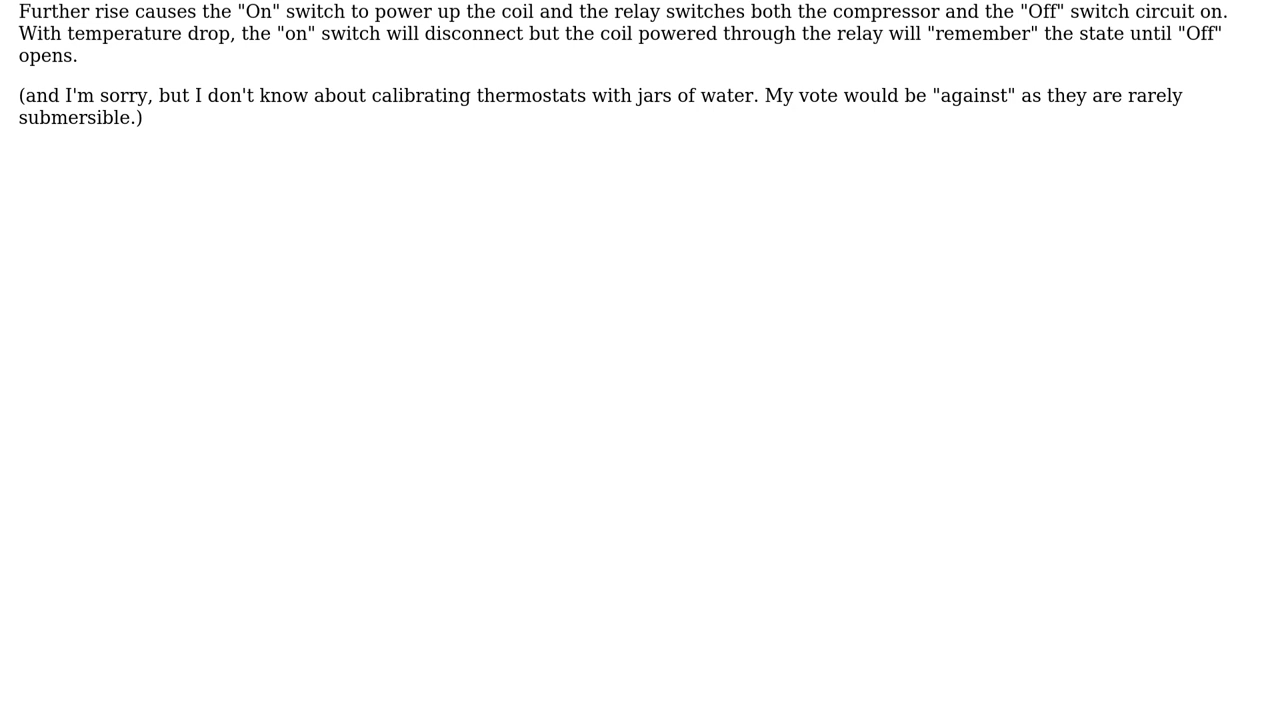 Further rise causes the "On" switch to power up the coil and the relay switches both the compressor and the "Off" switch circuit on.
With temperature drop, the "on" switch will disconnect but the coil powered through the relay will "remember" the state until "Off"
opens.
(and I'm sorry, but I don't know about calibrating thermostats with jars of water. My vote would be "against" as they are rarely
submersible.)